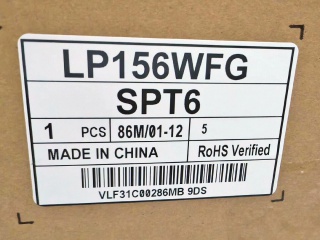 LP156WFG
SPT6
1 PCS 86M/01-12 5
MADE IN CHINA RoHS Verified
VLF31C00286MB 9DS